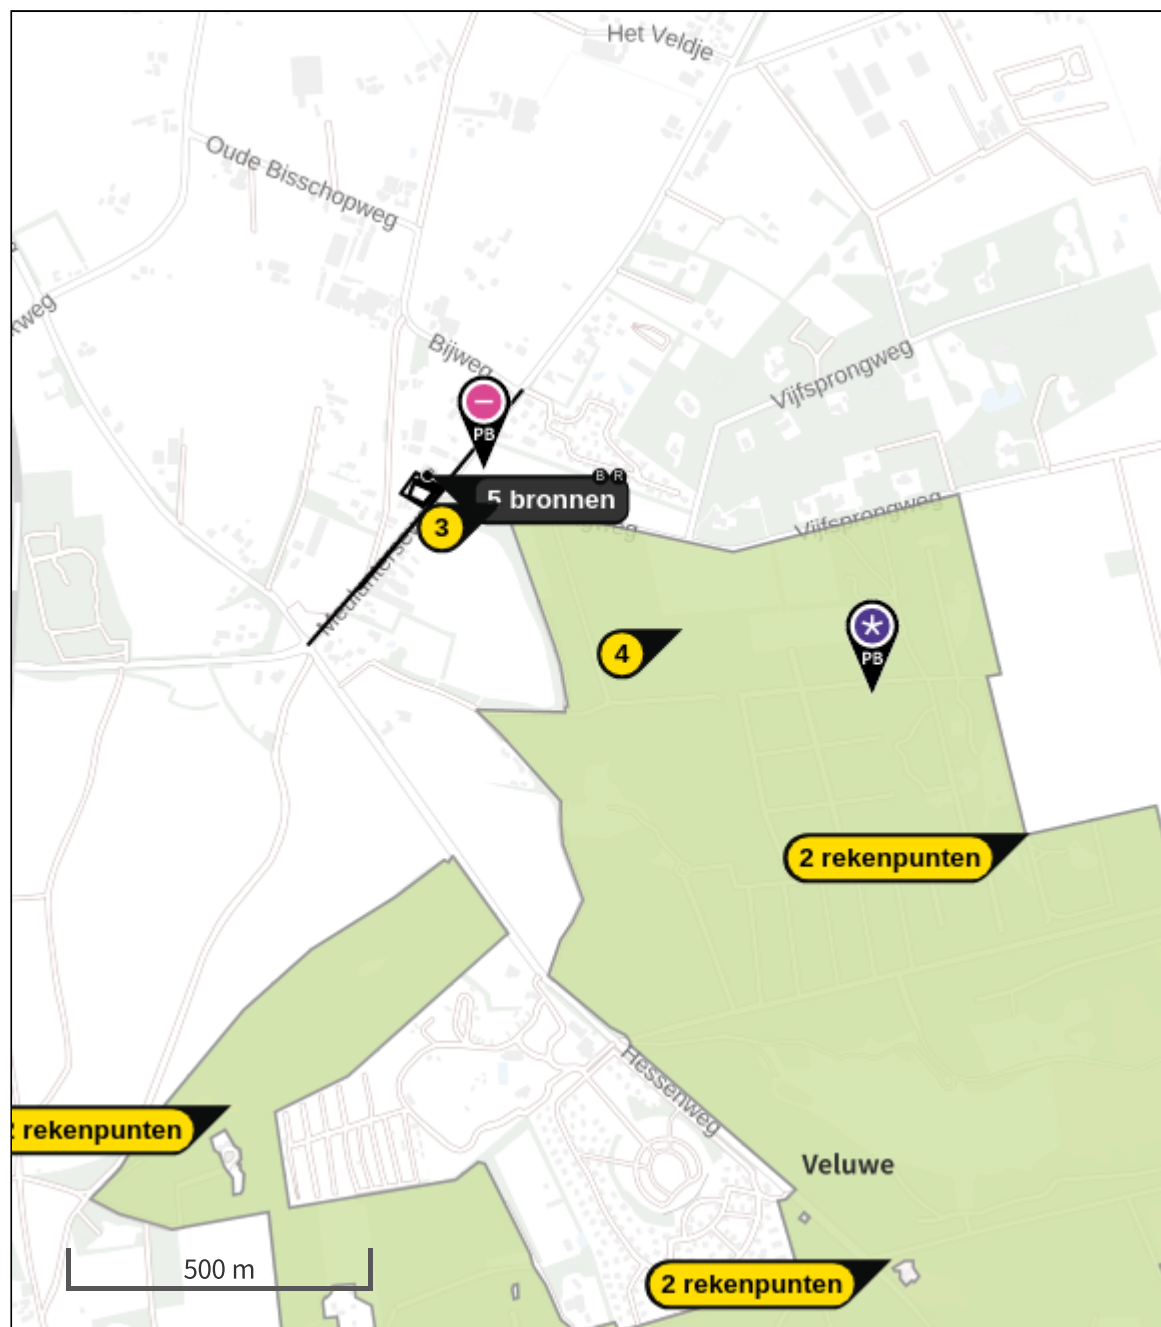 Het Veldje
Oude Bisschopweg
Bijweg
Vijfsprongweg
PB
B R
C
5 bronnen
3
Vijfsprongweg
4
PB
2 rekenpunten
Hessenweg
2 rekenpunten
Veluwe
500 m
2 rekenpunten